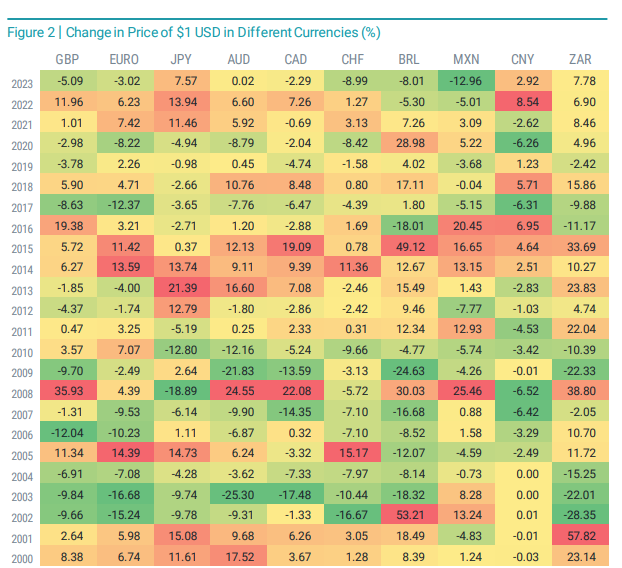 Figure 2 | Change in Price of $1 USD in Different Currencies (%)
GBP EURO JPY AUD CAD CHF BRL MXN CNY ZAR
2023 -5.09 -3.02 7.57 0.02 -2.29 -8.99 -8.01 -12.96 2.92 7.78
2022 11.96 6.23 13.94 6.60 7.26 1.27 -5.30 -5.01 8.54 6.90
2021 1.01 7.42 11.46 5.92 -0.69 3.13 7.26 3.09 -2.62 8.46
2020 -2.98 -8.22 -4.94 -8.79 -2.04 -8.42 28.98 5.22 -6.26 4.96
2019 -3.78 2.26 -0.98 0.45 -4.74 -1.58 4.02 -3.68 1.23 -2.42
2018 5.90 4.71 -2.66 10.76 8.48 0.80 17.11 -0.04 5.71 15.86
2017 -8.63 -12.37 -3.65 -7.76 -6.47 -4.39 1.80 -5.15 -6.31 -9.88
2016 19.38 3.21 -2.71 1.20 -2.88 1.69 -18.01 20.45 6.95 -11.17
2015 5.72 11.42 0.37 12.13 19.09 0.78 49.12 16.65 4.64 33.69
2014 6.27 13.59 13.74 9.11 9.39 11.36 12.67 13.15 2.51 10.27
2013 -1.85 -4.00 21.39 16.60 7.08 -2.46 15.49 1.43 -2.83 23.83
2012 -4.37 -1.74 12.79 -1.80 -2.86 -2.42 9.46 -7.77 -1.03 4.74
2011 0.47 3.25 -5.19 0.25 2.33 0.31 12.34 12.93 -4.53 22.04
2010 3.57 7.07 -12.80 -12.16 -5.24 -9.66 -4.77 -5.74 -3.42 -10.39
2009 -9.70 -2.49 2.64 -21.83 -13.59 -3.13 -24.63 -4.26 -0.01 -22.33
2008 35.93 4.39 -18.89 24.55 22.08 -5.72 30.03 25.46 -6.52 38.80
2007 -1.31 -9.53 -6.14 -9.90 -14.35 -7.10 -16.68 0.88 -6.42 -2.05
2006 -12.04 -10.23 1.11 -6.87 0.32 -7.10 -8.52 1.58 -3.29 10.70
2005 11.34 14.39 14.73 6.24 -3.32 15.17 -12.07 -4.59 -2.49 11.72
2004 -6.91 -7.08 -4.28 -3.62 -7.33 -7.97 -8.14 -0.73 0.00 -15.25
2003 -9.84 -16.68 -9.74 -25.30 -17.48 -10.44 -18.32 8.28 0.00 -22.01
2002 -9.66 -15.24 -9.78 -9.31 -1.33 -16.67 53.21 13.24 0.01 -28.35
2001 2.64 5.98 15.08 9.68 6.26 3.05 18.49 -4.83 -0.01 57.82
2000 8.38 6.74 11.61 17.52 3.67 1.28 8.39 1.24 -0.03 23.14